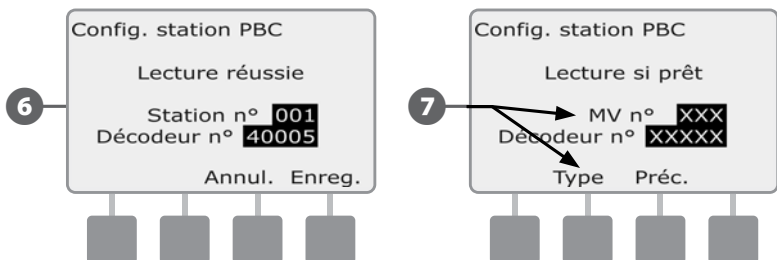 6
Config. station PBC
Lecture réussie
Station n° 001
Décodeur n° 40005
Annul. Enreg.
7
Config. station PBC
Lecture si prêt
MV n° XXX
Décodeur n° XXXXX
Type Préc.